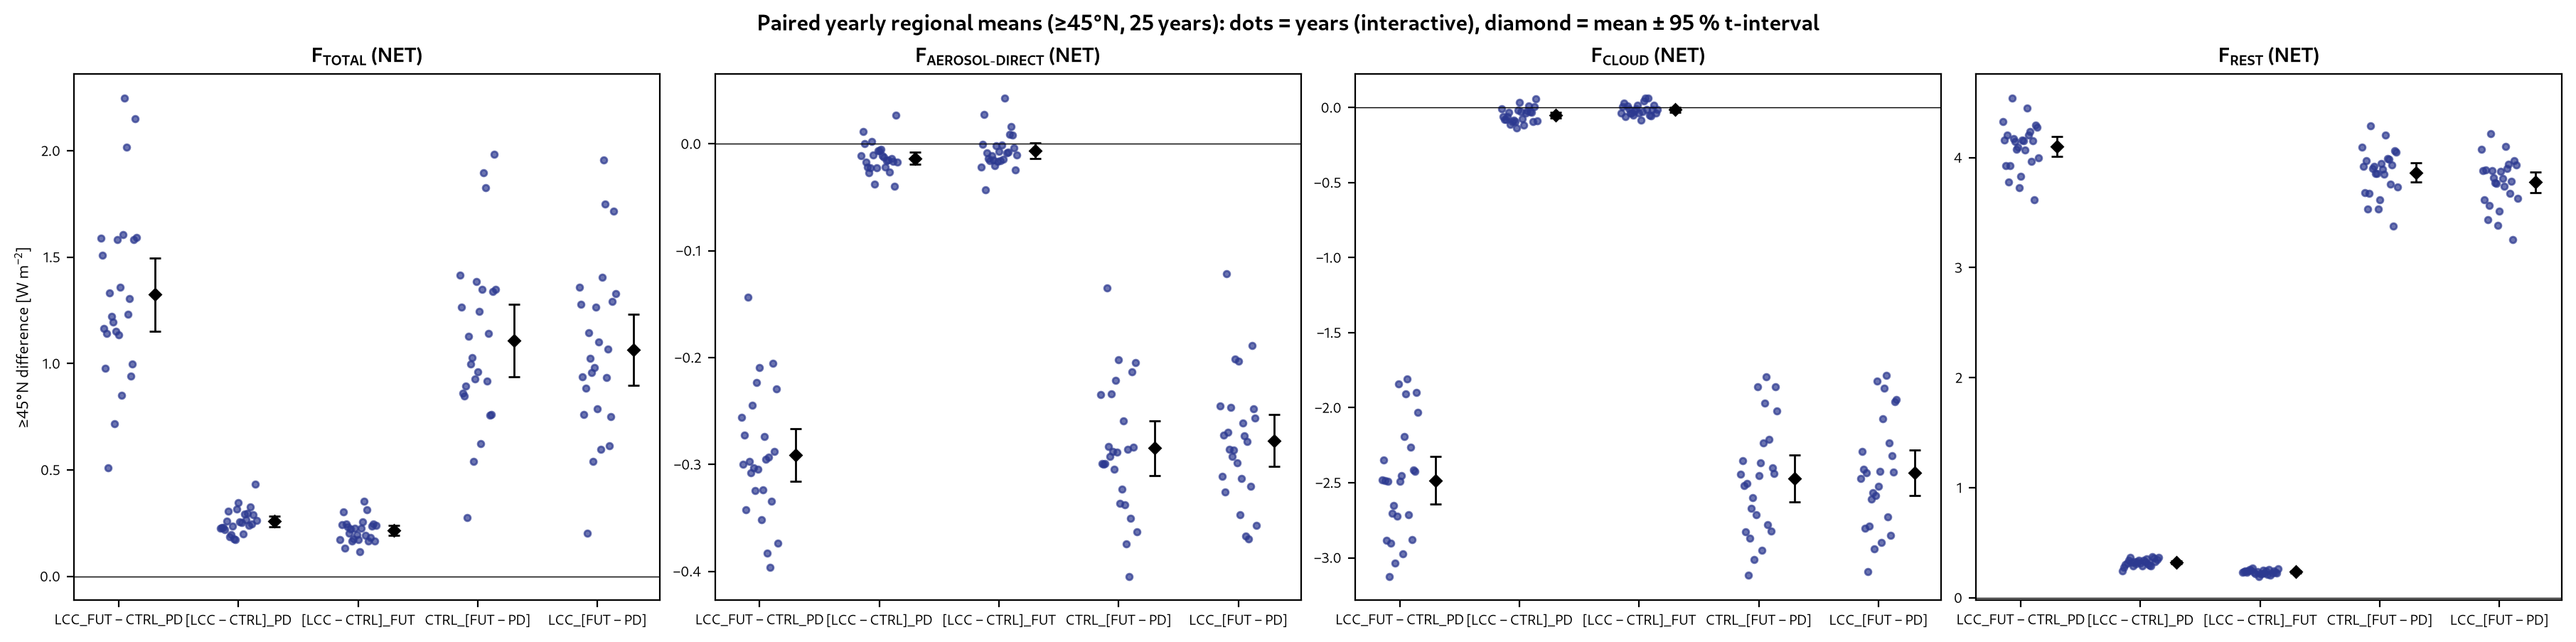 Paired yearly regional means (≥45°N, 25 years): dots = years (interactive), diamond = mean ± 95 % t-interval
F_TOTAL (NET)
≥45°N difference [W m⁻²]
2.0
1.5
1.0
0.5
0.0
LCC_FUT − CTRL_PD [LCC − CTRL]_PD [LCC − CTRL]_FUT CTRL_[FUT − PD] LCC_[FUT − PD]
F_AEROSOL-DIRECT (NET)
0.0
−0.1
−0.2
−0.3
−0.4
LCC_FUT − CTRL_PD [LCC − CTRL]_PD [LCC − CTRL]_FUT CTRL_[FUT − PD] LCC_[FUT − PD]
F_CLOUD (NET)
0.0
−0.5
−1.0
−1.5
−2.0
−2.5
−3.0
LCC_FUT − CTRL_PD [LCC − CTRL]_PD [LCC − CTRL]_FUT CTRL_[FUT − PD] LCC_[FUT − PD]
F_REST (NET)
4
3
2
1
0
LCC_FUT − CTRL_PD [LCC − CTRL]_PD [LCC − CTRL]_FUT CTRL_[FUT − PD] LCC_[FUT − PD]